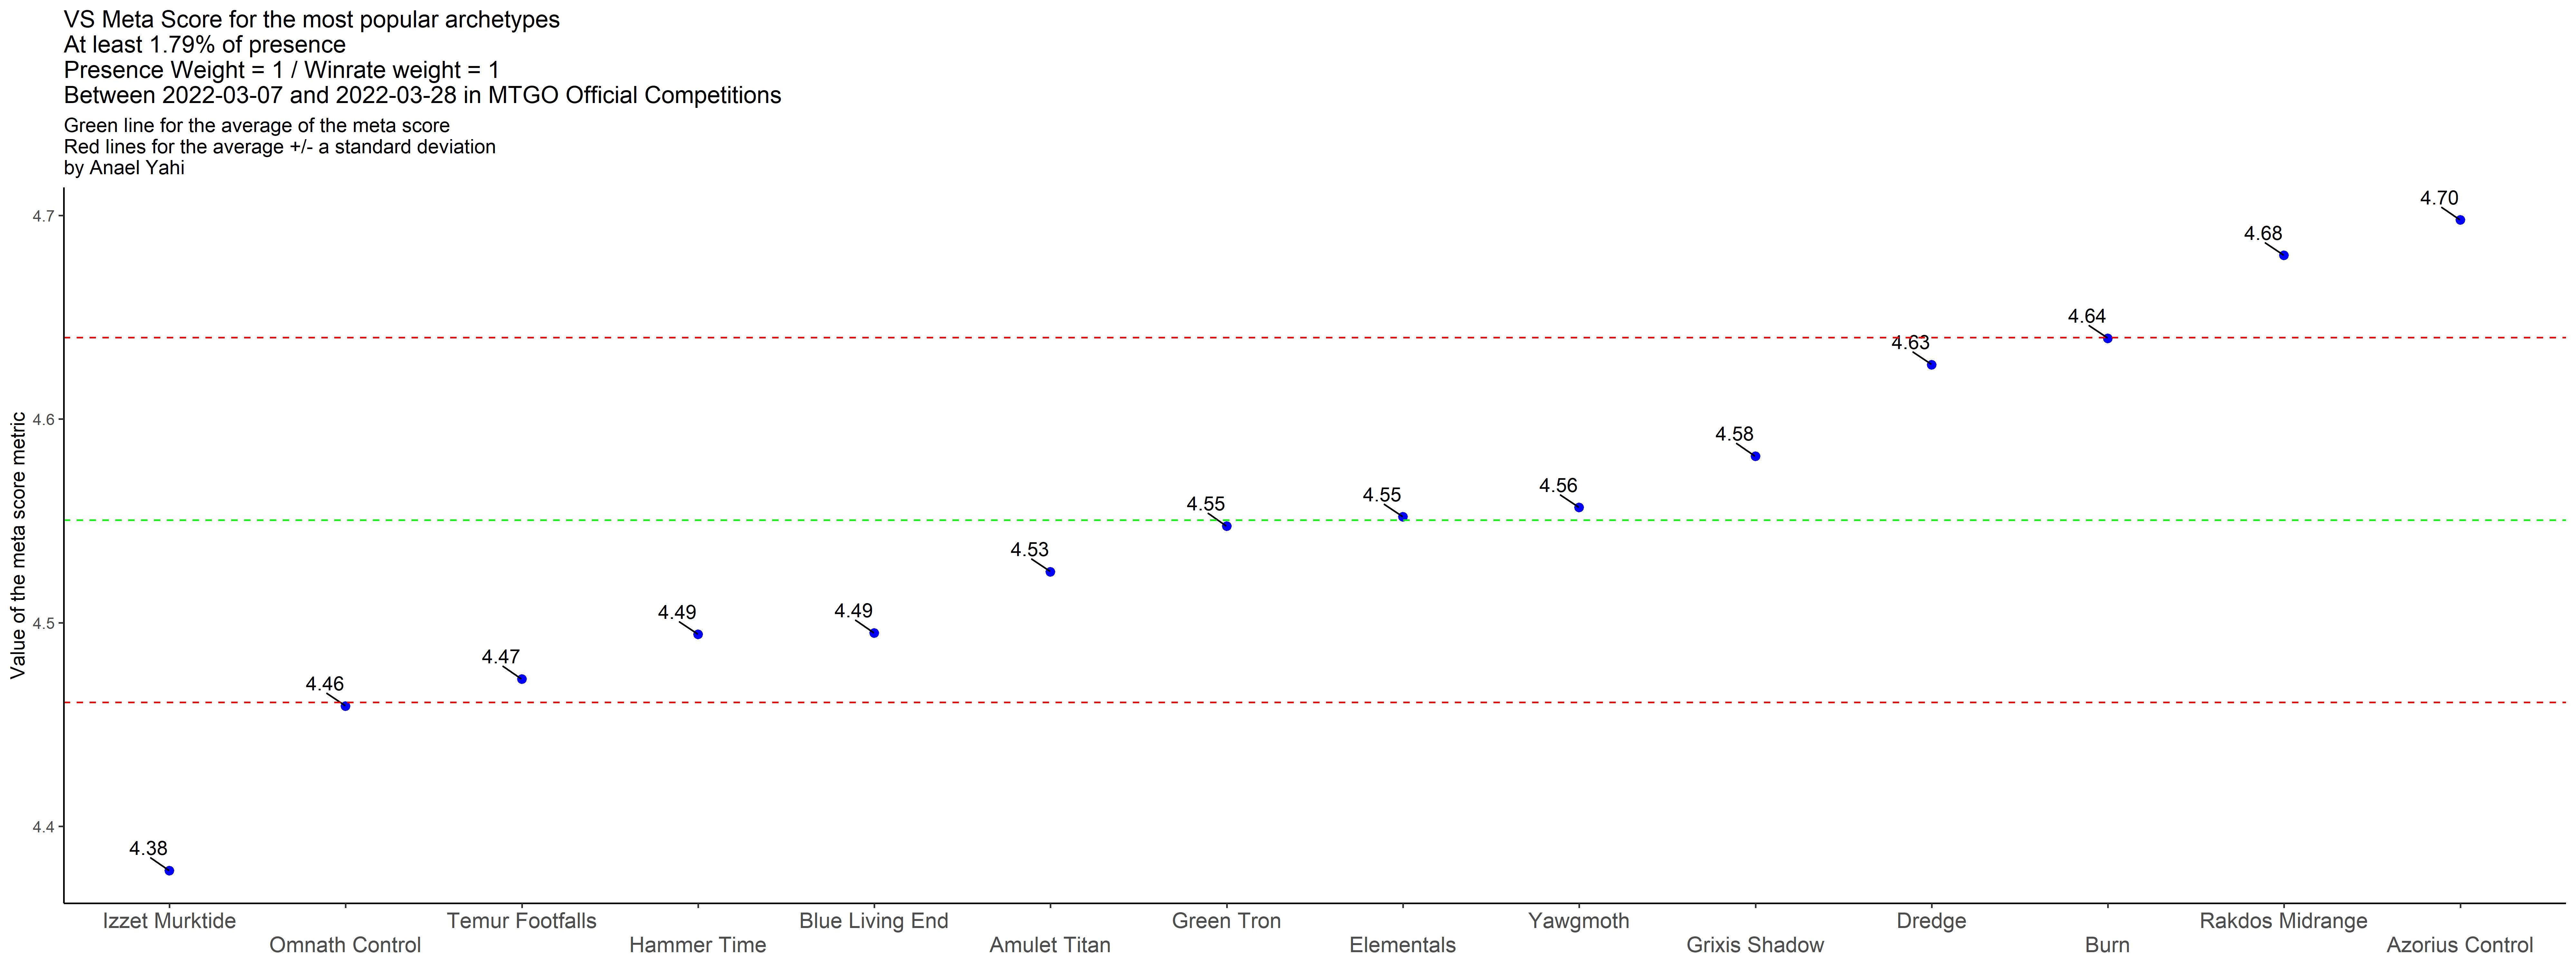 VS Meta Score for the most popular archetypes
At least 1.79% of presence
Presence Weight = 1 / Winrate weight = 1
Between 2022-03-07 and 2022-03-28 in MTGO Official Competitions
Green line for the average of the meta score
Red lines for the average +/- a standard deviation
by Anael Yahi
Value of the meta score metric
4.7
4.6
4.5
4.4
4.38
4.46
4.47
4.49
4.49
4.53
4.55
4.55
4.56
4.58
4.63
4.64
4.68
4.70
Izzet Murktide
Omnath Control
Temur Footfalls
Hammer Time
Blue Living End
Amulet Titan
Green Tron
Elementals
Yawgmoth
Grixis Shadow
Dredge
Burn
Rakdos Midrange
Azorius Control